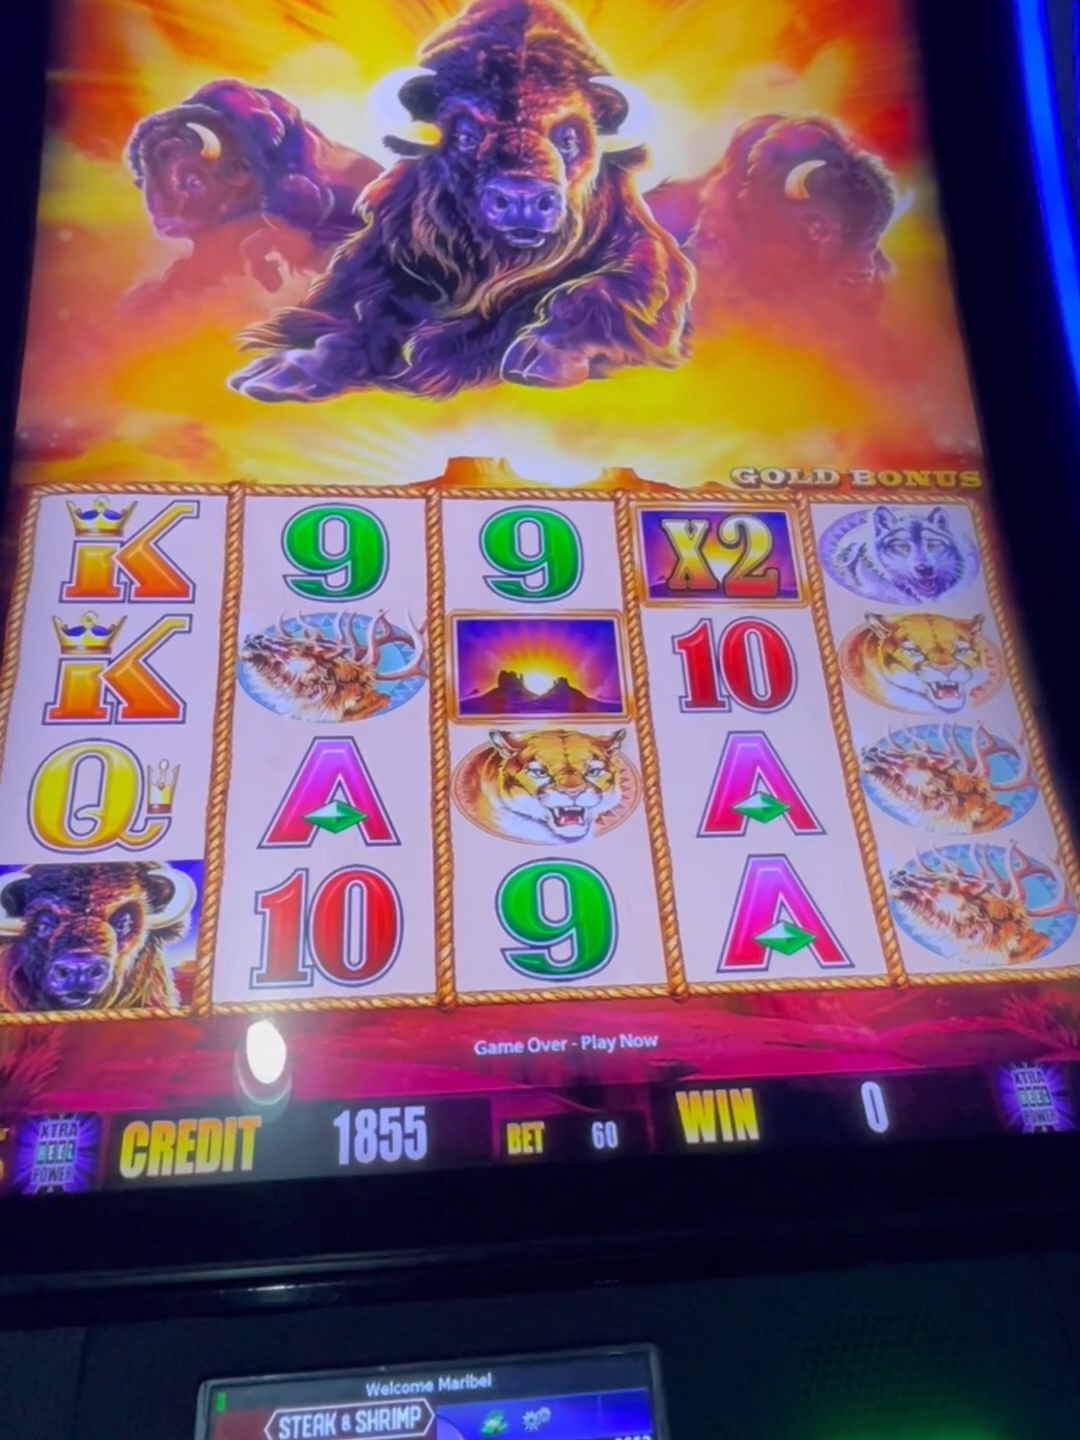 GOLD BONUS
K 9 9 X2
K 10
Q A A
10 9 A
Game Over - Play Now
XTRA REEL POWER
CREDIT 1855 BET 60 WIN 0
XTRA REEL POWER
Welcome Maribel
STEAK & SHRIMP